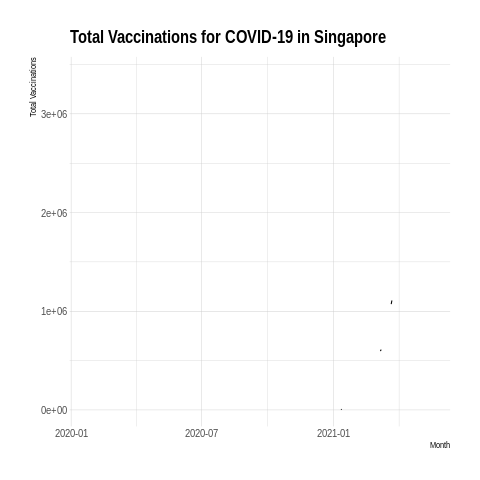 Total Vaccinations for COVID-19 in Singapore
Total Vaccinations
3e+06
2e+06
1e+06
0e+00
2020-01
2020-07
2021-01
Month